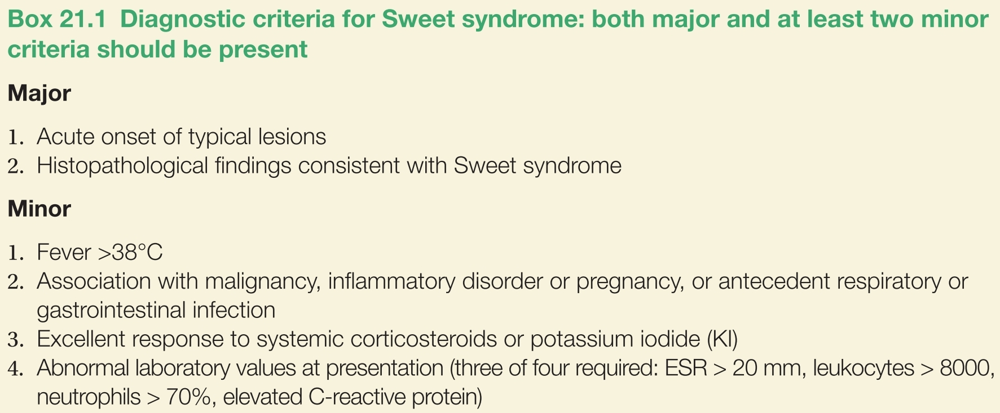 Box 21.1 Diagnostic criteria for Sweet syndrome: both major and at least two minor
criteria should be present
Major
1. Acute onset of typical lesions
2. Histopathological findings consistent with Sweet syndrome
Minor
1. Fever >38°C
2. Association with malignancy, inflammatory disorder or pregnancy, or antecedent respiratory or
gastrointestinal infection
3. Excellent response to systemic corticosteroids or potassium iodide (KI)
4. Abnormal laboratory values at presentation (three of four required: ESR > 20 mm, leukocytes > 8000,
neutrophils > 70%, elevated C-reactive protein)